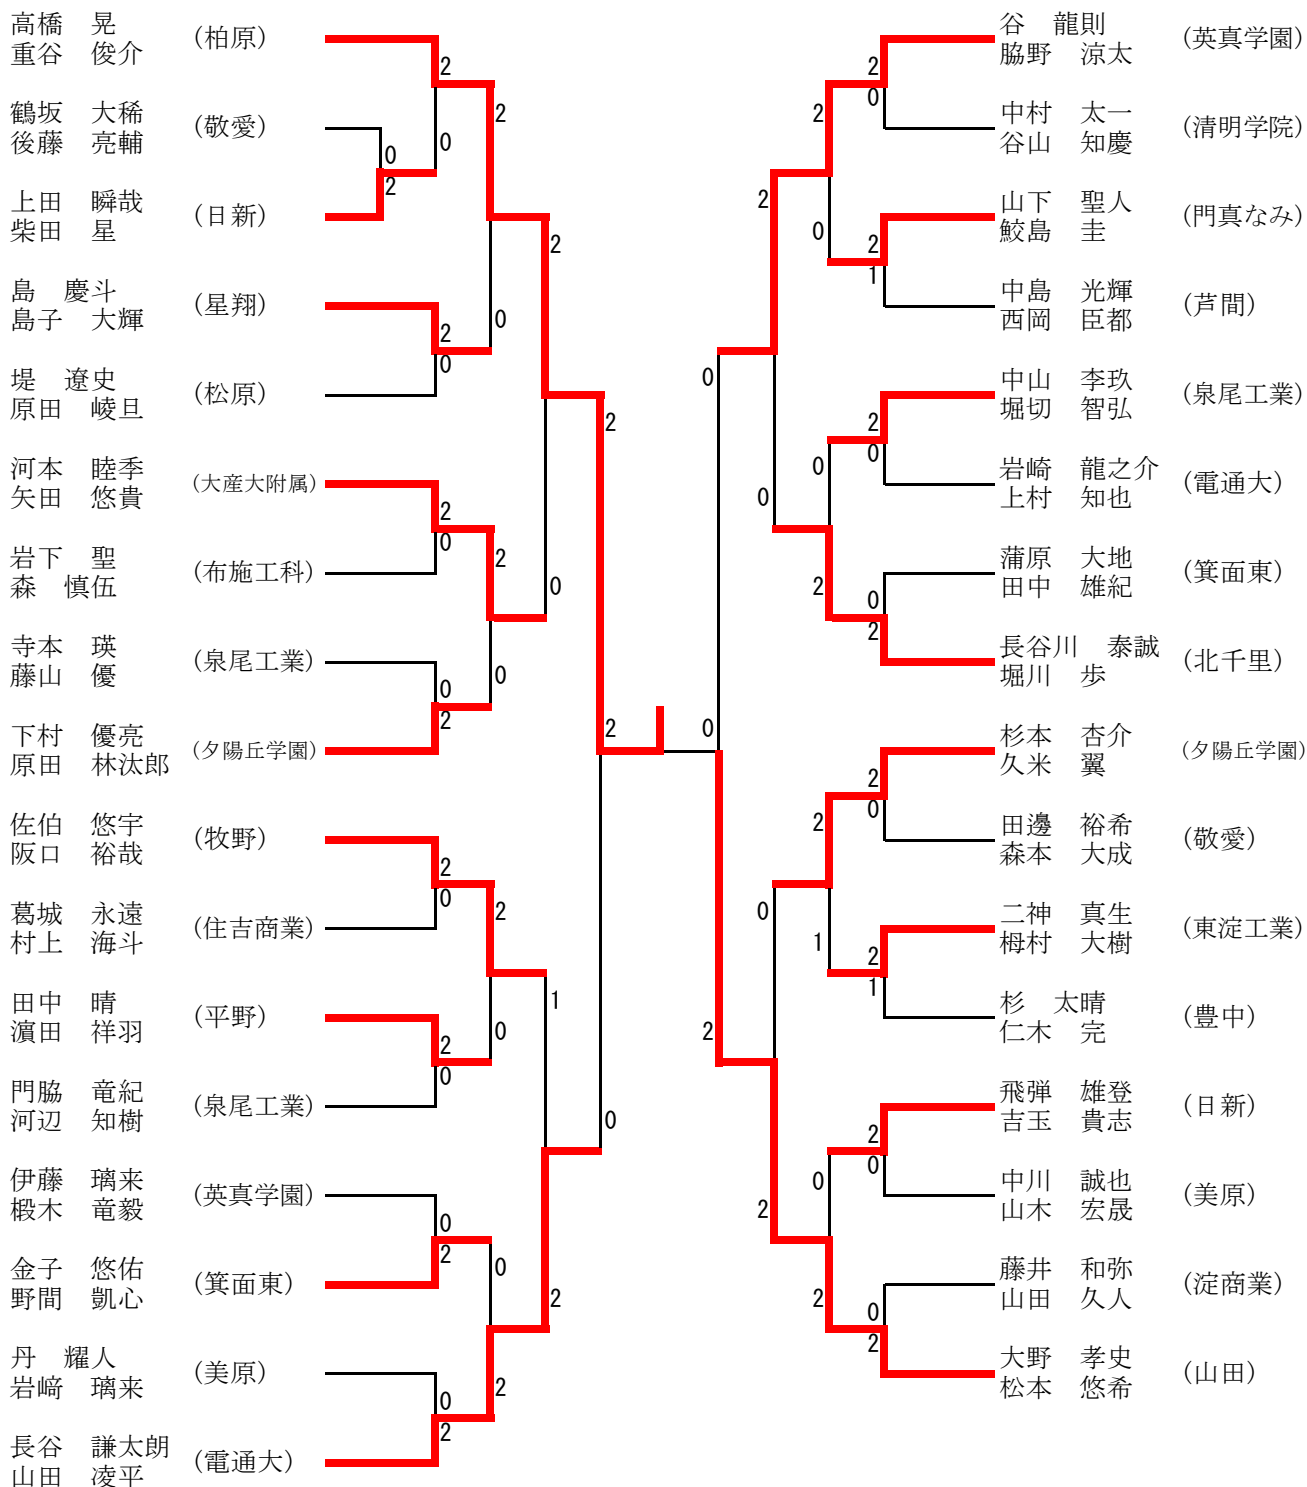 高橋　晃
重谷　俊介
(柏原)
鶴坂　大稀
後藤　亮輔
(敬愛)
上田　瞬哉
柴田　星
(日新)
島　慶斗
島子　大輝
(星翔)
堤　遼史
原田　崚旦
(松原)
河本　睦季
矢田　悠貴
(大産大附属)
岩下　聖
森　慎伍
(布施工科)
寺本　瑛
藤山　優
(泉尾工業)
下村　優亮
原田　林汰郎
(夕陽丘学園)
佐伯　悠宇
阪口　裕哉
(牧野)
葛城　永遠
村上　海斗
(住吉商業)
田中　晴
濵田　祥羽
(平野)
門脇　竜紀
河辺　知樹
(泉尾工業)
伊藤　璃来
椴木　竜毅
(英真学園)
金子　悠佑
野間　凱心
(箕面東)
丹　耀人
岩﨑　璃来
(美原)
長谷　謙太朗
山田　凌平
(電通大)
2
0
0
2
2
0
2
0
0
2
2
0
2
0
0
2
0
2
2
0
2
0
2
0
0
2
2
0
1
2
2
0
2
0
谷　龍則
脇野　涼太
(英真学園)
中村　太一
谷山　知慶
(清明学院)
山下　聖人
鮫島　圭
(門真なみ)
中島　光輝
西岡　臣都
(芦間)
中山　李玖
堀切　智弘
(泉尾工業)
岩崎　龍之介
上村　知也
(電通大)
蒲原　大地
田中　雄紀
(箕面東)
長谷川　泰誠
堀川　歩
(北千里)
杉本　杏介
久米　翼
(夕陽丘学園)
田邊　裕希
森本　大成
(敬愛)
二神　真生
栂村　大樹
(東淀工業)
杉　太晴
仁木　完
(豊中)
飛弾　雄登
吉玉　貴志
(日新)
中川　誠也
山木　宏晟
(美原)
藤井　和弥
山田　久人
(淀商業)
大野　孝史
松本　悠希
(山田)
2
0
2
1
2
0
0
2
2
0
2
1
2
0
0
2
2
0
0
2
2
1
0
2
2
0
0
2
0
2
0